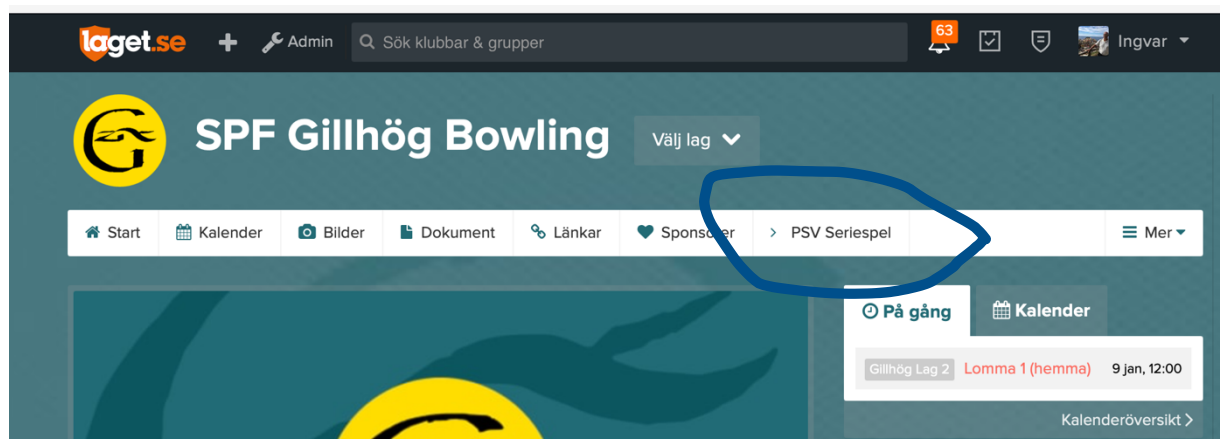 laget.se + Admin Sök klubbar & grupper 63 Ingvar
SPF Gillhög Bowling Välj lag
Start Kalender Bilder Dokument Länkar Sponsorer > PSV Seriespel Mer
På gång Kalender
Gillhög Lag 2 Lomma 1 (hemma) 9 jan, 12:00
Kalenderöversikt >